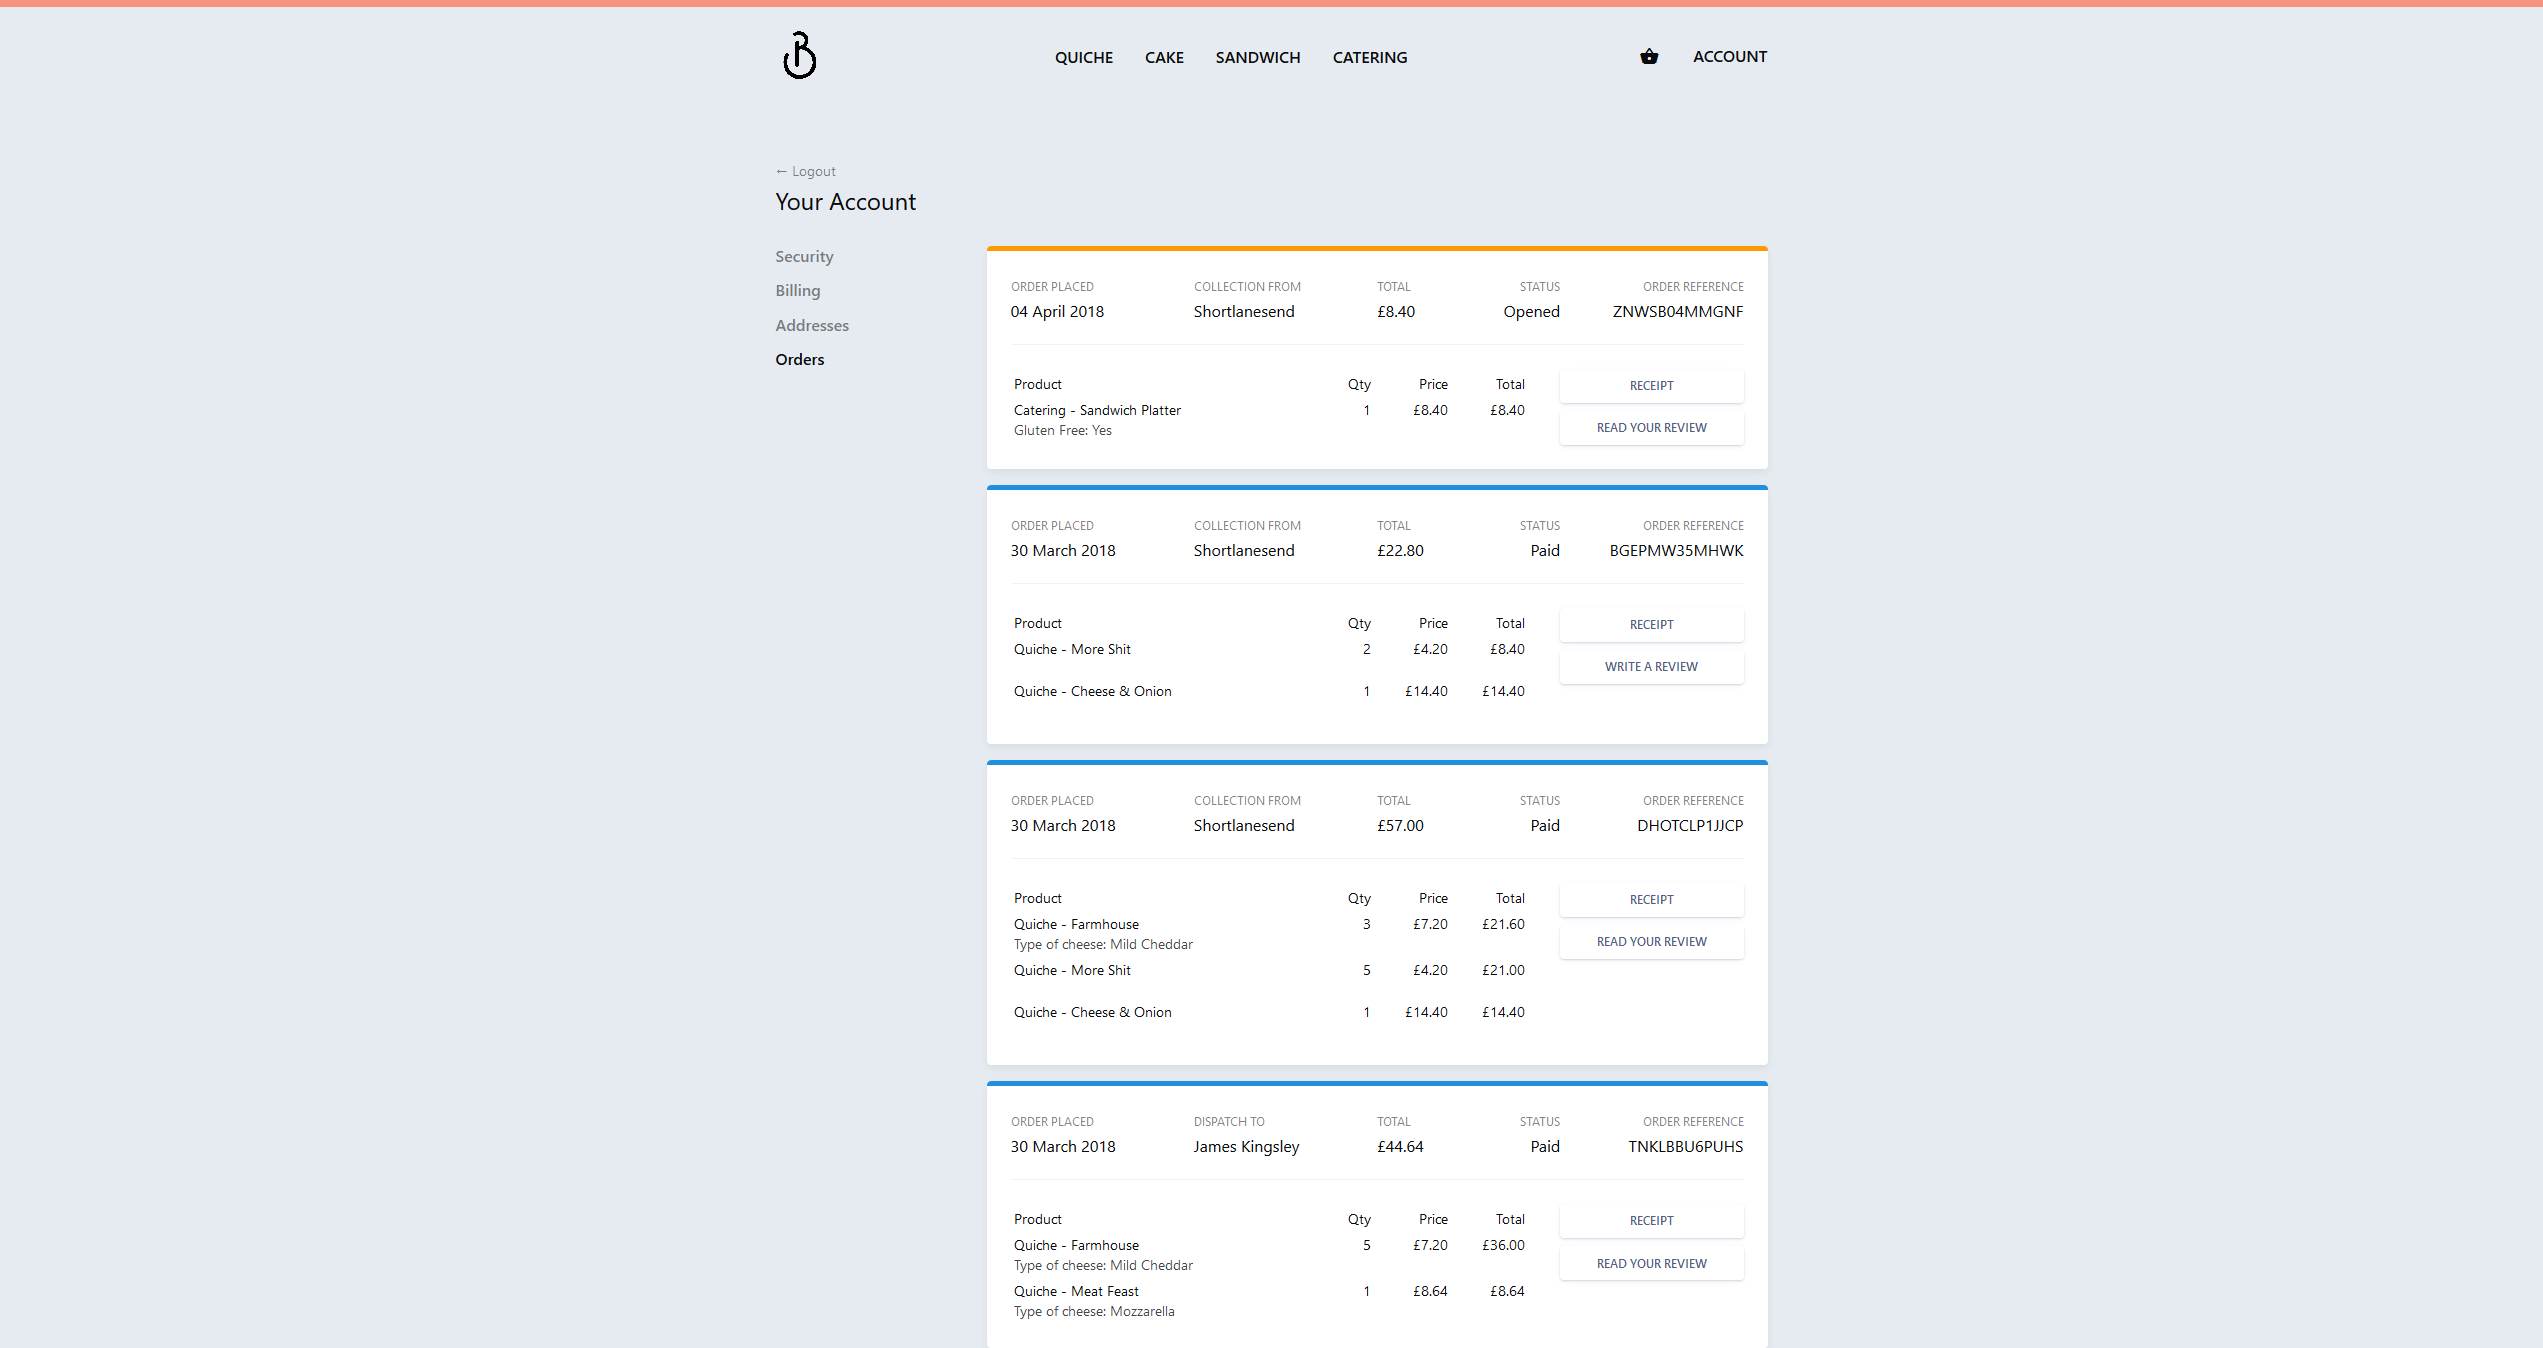 QUICHE CAKE SANDWICH CATERING ACCOUNT
← Logout
Your Account
Security
Billing
Addresses
Orders
ORDER PLACED COLLECTION FROM TOTAL STATUS ORDER REFERENCE
04 April 2018 Shortlanesend £8.40 Opened ZNWSB04MMGNF
Product Qty Price Total RECEIPT
Catering - Sandwich Platter 1 £8.40 £8.40
Gluten Free: Yes READ YOUR REVIEW
ORDER PLACED COLLECTION FROM TOTAL STATUS ORDER REFERENCE
30 March 2018 Shortlanesend £22.80 Paid BGEPMW35MHWK
Product Qty Price Total RECEIPT
Quiche - More Shit 2 £4.20 £8.40
WRITE A REVIEW
Quiche - Cheese & Onion 1 £14.40 £14.40
ORDER PLACED COLLECTION FROM TOTAL STATUS ORDER REFERENCE
30 March 2018 Shortlanesend £57.00 Paid DHOTCLP1JJCP
Product Qty Price Total RECEIPT
Quiche - Farmhouse 3 £7.20 £21.60
Type of cheese: Mild Cheddar READ YOUR REVIEW
Quiche - More Shit 5 £4.20 £21.00
Quiche - Cheese & Onion 1 £14.40 £14.40
ORDER PLACED DISPATCH TO TOTAL STATUS ORDER REFERENCE
30 March 2018 James Kingsley £44.64 Paid TNKLBBU6PUHS
Product Qty Price Total RECEIPT
Quiche - Farmhouse 5 £7.20 £36.00
Type of cheese: Mild Cheddar READ YOUR REVIEW
Quiche - Meat Feast 1 £8.64 £8.64
Type of cheese: Mozzarella